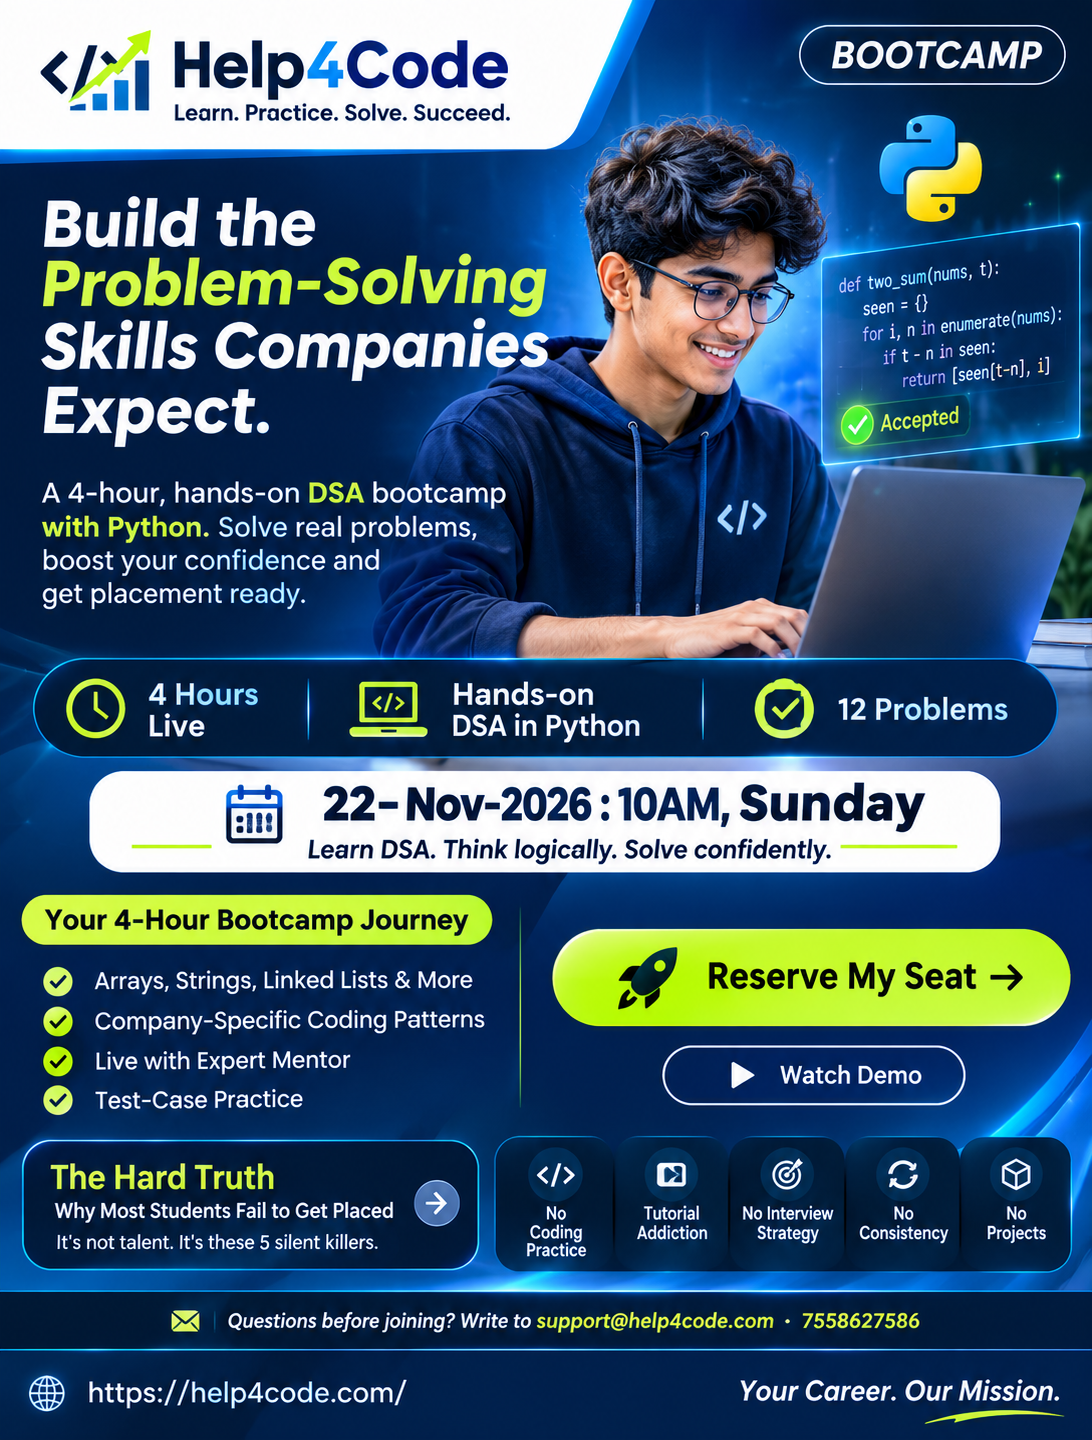 Help4Code
Learn. Practice. Solve. Succeed.
BOOTCAMP
Build the
Problem-Solving
Skills Companies
Expect.
A 4-hour, hands-on DSA bootcamp
with Python. Solve real problems,
boost your confidence and
get placement ready.
def two_sum(nums, t):
seen = {}
for i, n in enumerate(nums):
if t - n in seen:
return [seen[t-n], i]
Accepted
</>
4 Hours
Live
</>
Hands-on
DSA in Python
12 Problems
22-Nov-2026 : 10AM, Sunday
Learn DSA. Think logically. Solve confidently.
Your 4-Hour Bootcamp Journey
Arrays, Strings, Linked Lists & More
Company-Specific Coding Patterns
Live with Expert Mentor
Test-Case Practice
Reserve My Seat →
Watch Demo
The Hard Truth
Why Most Students Fail to Get Placed
It's not talent. It's these 5 silent killers.
</>
No
Coding
Practice
Tutorial
Addiction
No Interview
Strategy
No
Consistency
No
Projects
Questions before joining? Write to support@help4code.com • 7558627586
https://help4code.com/
Your Career. Our Mission.